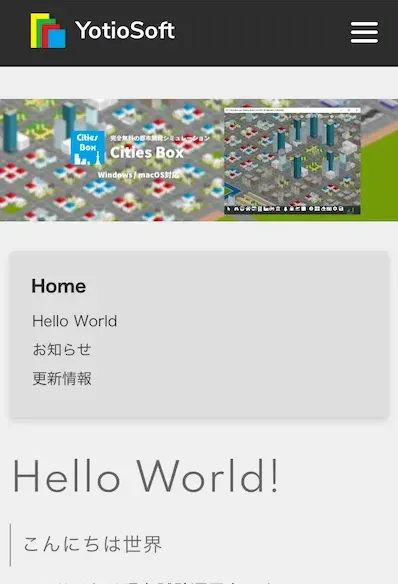 YotioSoft
Cities
Box
完全無料の都市開発シミュレーション
Cities Box
Windows / macOS対応
Home
Hello World
お知らせ
更新情報
Hello World!
こんにちは世界